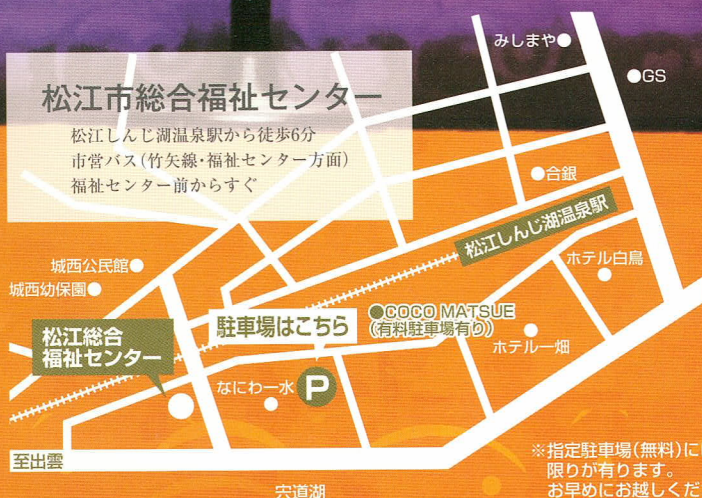 松江市総合福祉センター
松江しんじ湖温泉駅から徒歩6分
市営バス(竹矢線・福祉センター方面)
福祉センター前からすぐ
みしまや●
●GS
●合銀
松江しんじ湖温泉駅
ホテル白鳥
城西公民館●
城西幼保園●
●COCO MATSUE
(有料駐車場有り)
駐車場はこちら
松江総合
福祉センター
ホテル一畑
なにわ一水
P
至出雲
宍道湖
※指定駐車場(無料)に
限りが有ります。
お早めにお越しくだ